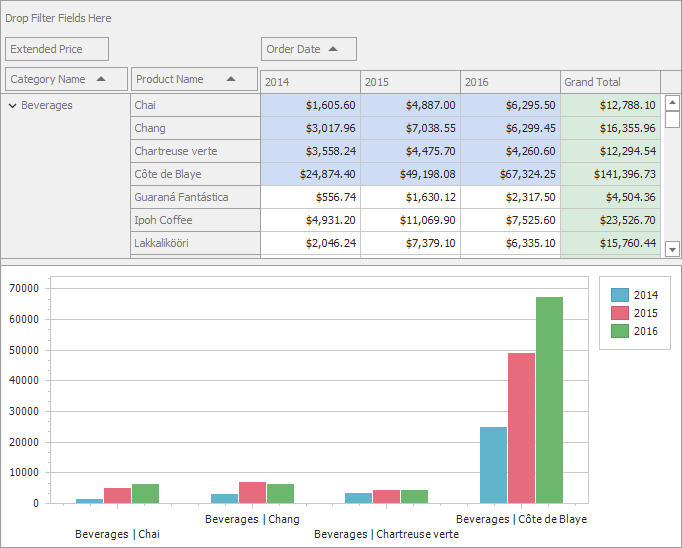 Drop Filter Fields Here
Extended Price Order Date
Category Name Product Name 2014 2015 2016 Grand Total
Beverages Chai $1,605.60 $4,887.00 $6,295.50 $12,788.10
Chang $3,017.96 $7,038.55 $6,299.45 $16,355.96
Chartreuse verte $3,558.24 $4,475.70 $4,260.60 $12,294.54
Côte de Blaye $24,874.40 $49,198.08 $67,324.25 $141,396.73
Guaraná Fantástica $556.74 $1,630.12 $2,317.50 $4,504.36
Ipoh Coffee $4,931.20 $11,069.90 $7,525.60 $23,526.70
Lakkalikööri $2,046.24 $7,379.10 $6,335.10 $15,760.44
70000
60000
50000
40000
30000
20000
10000
0
2014
2015
2016
Beverages | Chai
Beverages | Chang
Beverages | Chartreuse verte
Beverages | Côte de Blaye